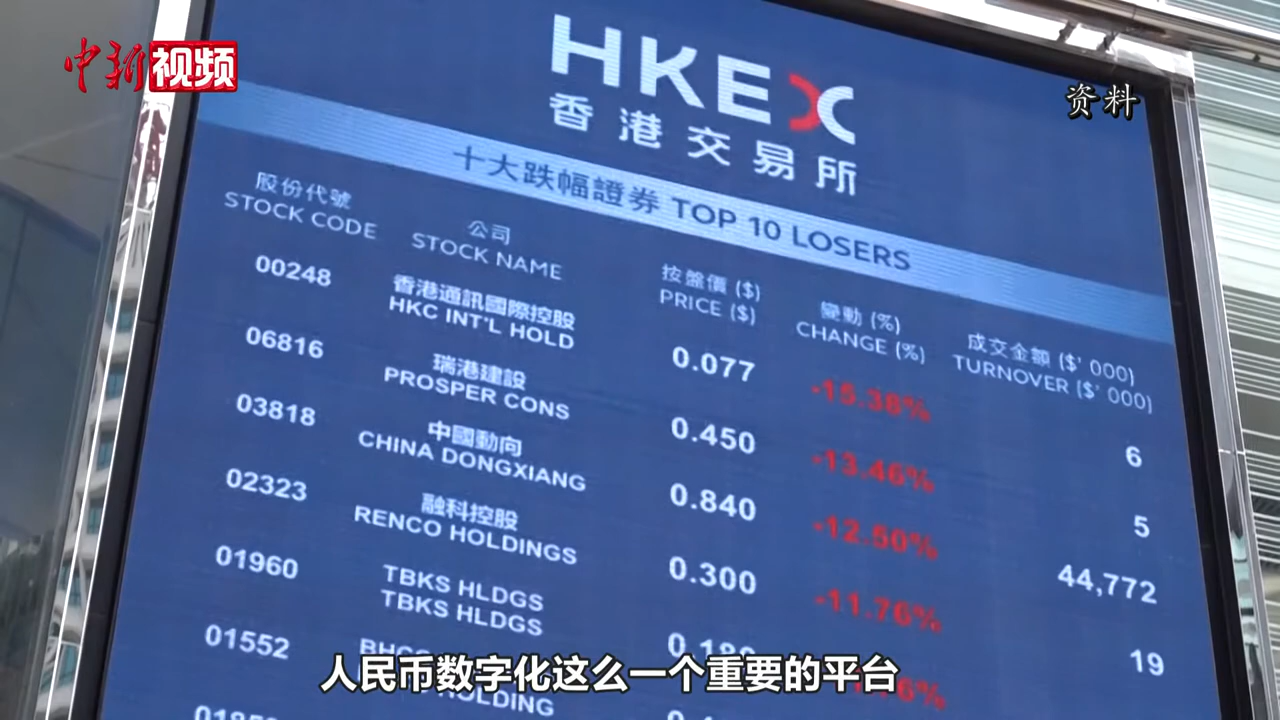 中新视频
资料
HKEX
香港交易所
十大跌幅證券 TOP 10 LOSERS
股份代號 公司 按盤價 ($) 變動 (%) 成交金額 ($' 000)
STOCK CODE STOCK NAME PRICE ($) CHANGE (%) TURNOVER ($' 000)
00248 香港通訊國際控股 0.077 -15.38% 6
HKC INT'L HOLD
06816 瑞港建設 0.450 -13.46% 5
PROSPER CONS
03818 中國動向 0.840 -12.50% 44,772
CHINA DONGXIANG
02323 融科控股 0.300 -11.76% 19
RENCO HOLDINGS
01960 TBKS HLDGS
TBKS HLDGS
01552
HOLDING
人民币数字化这么一个重要的平台